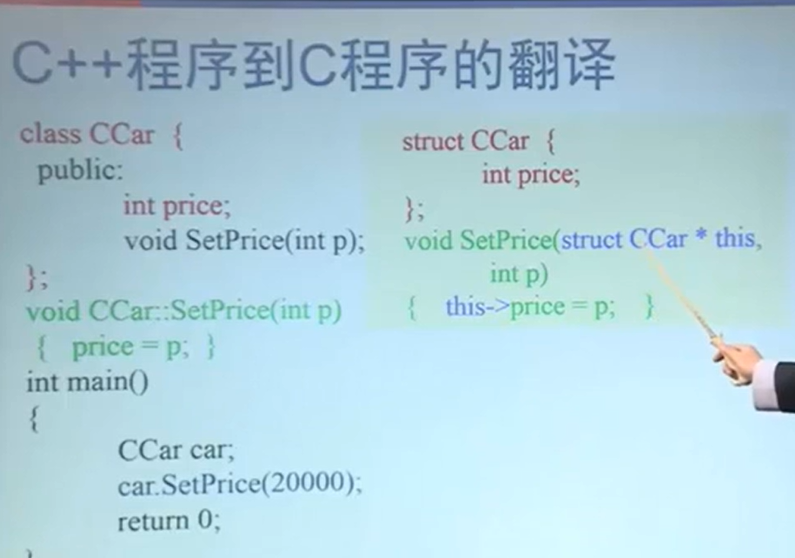 C++程序到C程序的翻译
class CCar {
public:
int price;
void SetPrice(int p);
};
void CCar::SetPrice(int p)
{ price = p; }
int main()
{
CCar car;
car.SetPrice(20000);
return 0;
struct CCar {
int price;
};
void SetPrice(struct CCar * this,
int p)
{ this->price = p; }